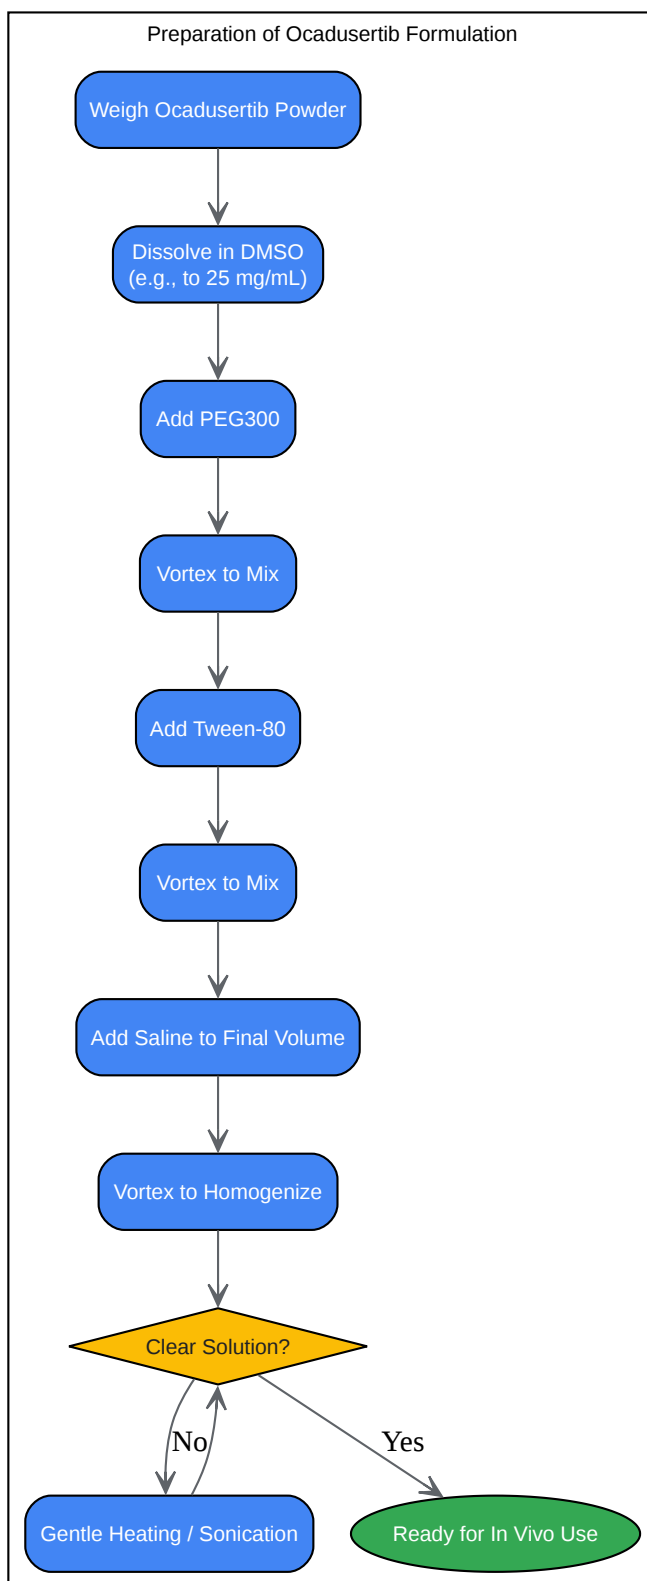 Preparation of Ocadusertib Formulation
Weigh Ocadusertib Powder
Dissolve in DMSO
(e.g., to 25 mg/mL)
Add PEG300
Vortex to Mix
Add Tween-80
Vortex to Mix
Add Saline to Final Volume
Vortex to Homogenize
Clear Solution?
No
Yes
Gentle Heating / Sonication
Ready for In Vivo Use